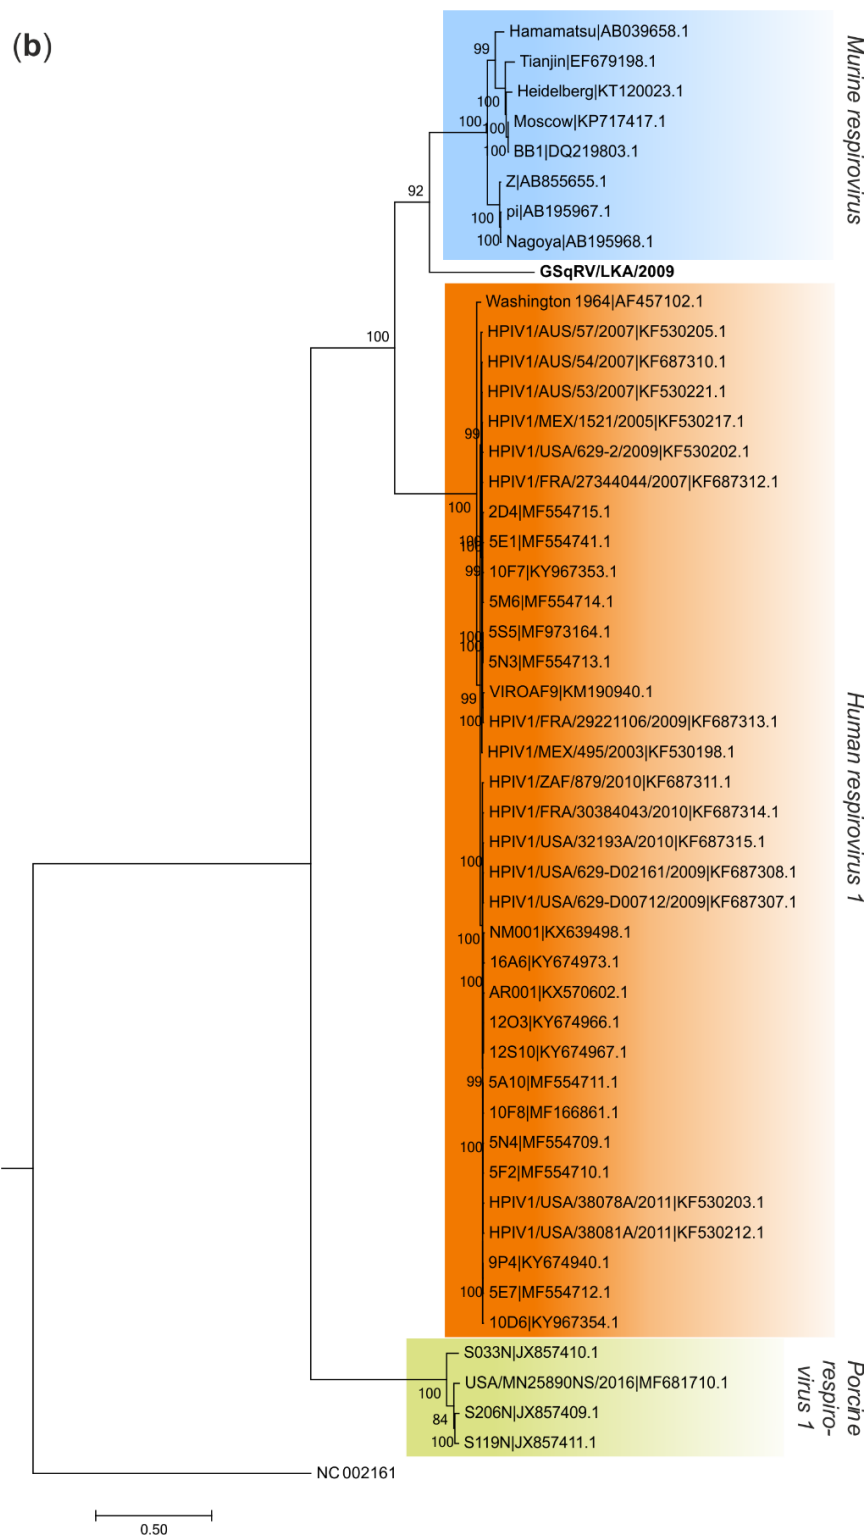 (b)
Hamamatsu|AB039658.1
99
Tianjin|EF679198.1
Heidelberg|KT120023.1
100
Moscow|KP717417.1
100
100
BB1|DQ219803.1
100
Z|AB855655.1
92
pi|AB195967.1
100
Nagoya|AB195968.1
100
Murine respirovirus
GSqRV/LKA/2009
Washington 1964|AF457102.1
HPIV1/AUS/57/2007|KF530205.1
100
HPIV1/AUS/54/2007|KF687310.1
HPIV1/AUS/53/2007|KF530221.1
HPIV1/MEX/1521/2005|KF530217.1
99
HPIV1/USA/629-2/2009|KF530202.1
HPIV1/FRA/27344044/2007|KF687312.1
100
2D4|MF554715.1
5E1|MF554741.1
100
100
10F7|KY967353.1
99
5M6|MF554714.1
5S5|MF973164.1
100
100
5N3|MF554713.1
VIROAF9|KM190940.1
99
HPIV1/FRA/29221106/2009|KF687313.1
100
HPIV1/MEX/495/2003|KF530198.1
HPIV1/ZAF/879/2010|KF687311.1
HPIV1/FRA/30384043/2010|KF687314.1
HPIV1/USA/32193A/2010|KF687315.1
100
HPIV1/USA/629-D02161/2009|KF687308.1
HPIV1/USA/629-D00712/2009|KF687307.1
NM001|KX639498.1
100
16A6|KY674973.1
100
AR001|KX570602.1
12O3|KY674966.1
12S10|KY674967.1
5A10|MF554711.1
99
10F8|MF166861.1
5N4|MF554709.1
100
5F2|MF554710.1
HPIV1/USA/38078A/2011|KF530203.1
HPIV1/USA/38081A/2011|KF530212.1
9P4|KY674940.1
5E7|MF554712.1
100
10D6|KY967354.1
Human respirovirus 1
S033N|JX857410.1
USA/MN25890NS/2016|MF681710.1
100
S206N|JX857409.1
84
S119N|JX857411.1
100
Porcine
respiro-
virus 1
NC 002161
0.50